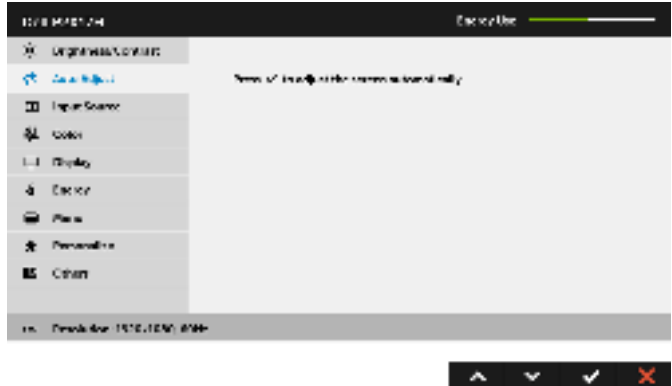 Energy Use
Brightness/Contrast
Auto Adjust
Press ✓ to adjust the screen automatically.
Input Source
Color
Display
Energy
Menu
Personalize
Others
Resolution: 1920x1080, 60Hz